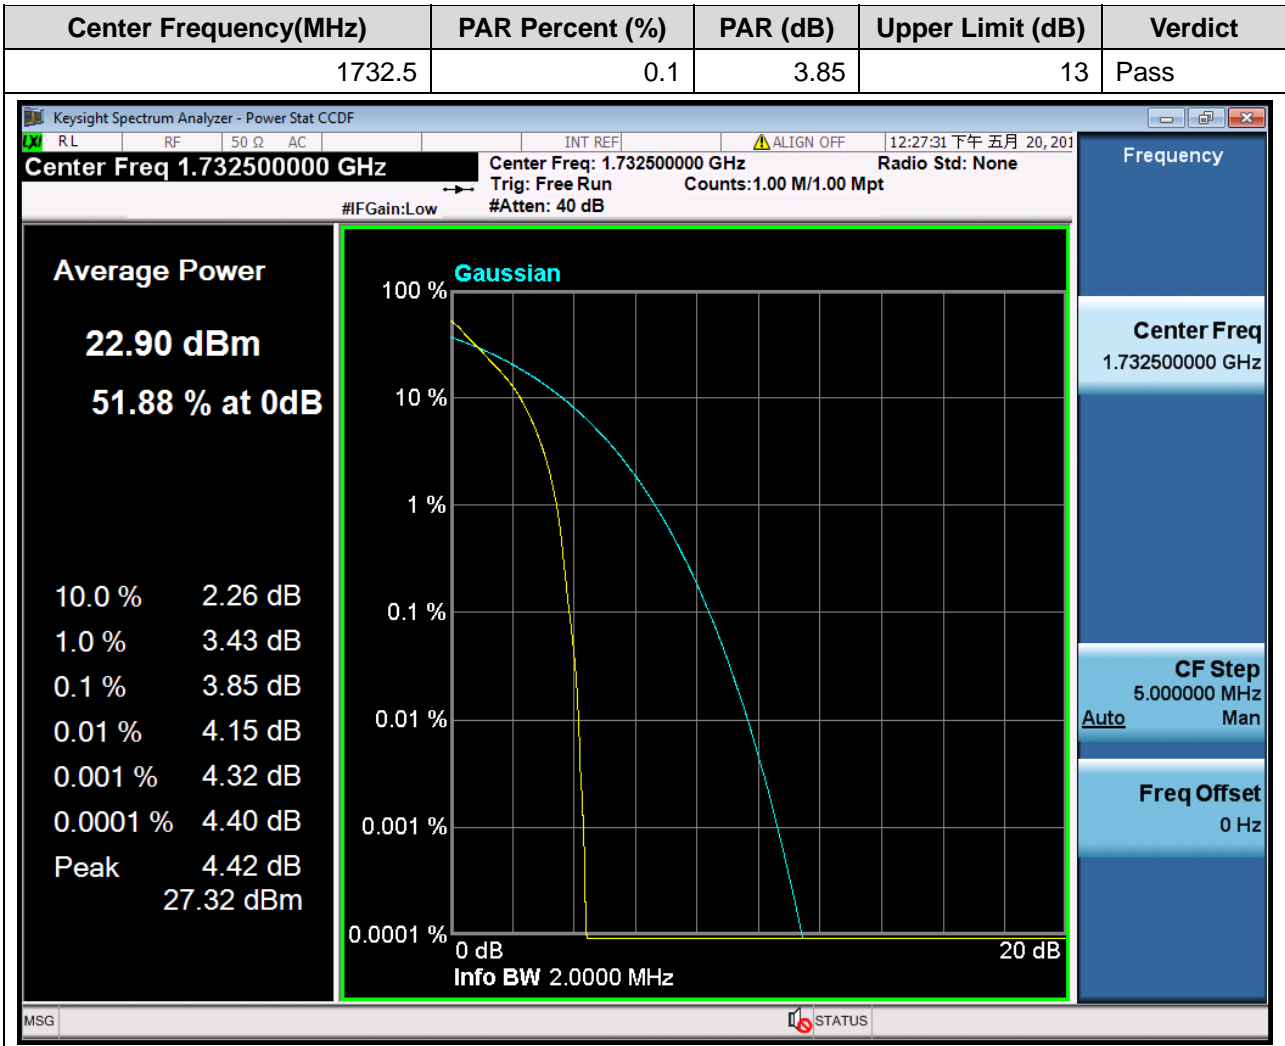 Center Frequency(MHz) PAR Percent (%) PAR (dB) Upper Limit (dB) Verdict
1732.5 0.1 3.85 13 Pass
Keysight Spectrum Analyzer - Power Stat CCDF
LXI RL RF 50 Ω AC INT REF ALIGN OFF 12:27:31 下午 五月 20, 201
Center Freq 1.732500000 GHz
Center Freq: 1.732500000 GHz Radio Std: None
Trig: Free Run Counts:1.00 M/1.00 Mpt
#IFGain:Low #Atten: 40 dB
Frequency
Average Power
22.90 dBm
51.88 % at 0dB
10.0 % 2.26 dB
1.0 % 3.43 dB
0.1 % 3.85 dB
0.01 % 4.15 dB
0.001 % 4.32 dB
0.0001 % 4.40 dB
Peak 4.42 dB
27.32 dBm
Gaussian
100 %
10 %
1 %
0.1 %
0.01 %
0.001 %
0.0001 %
0 dB 20 dB
Info BW 2.0000 MHz
Center Freq
1.732500000 GHz
CF Step
5.000000 MHz
Auto Man
Freq Offset
0 Hz
MSG STATUS